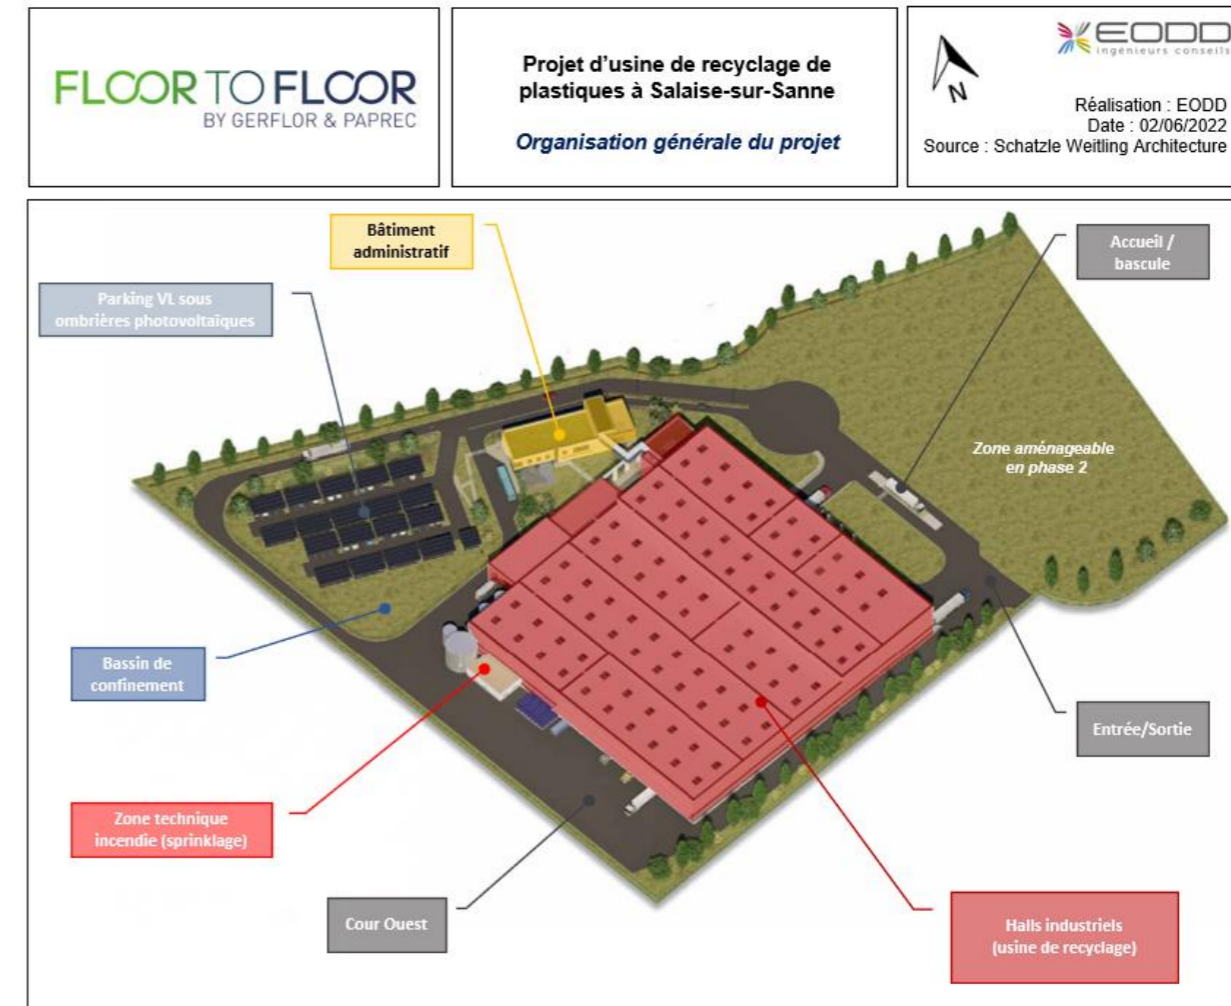 FLOOR TO FLOOR
BY GERFLOR & PAPREC
Projet d'usine de recyclage de
plastiques à Salaise-sur-Sanne
Organisation générale du projet
N
EODD
ingénieurs conseils
Réalisation : EODD
Date : 02/06/2022
Source : Schatzle Weitling Architecture
Bâtiment
administratif
Accueil /
bascule
Parking VL sous
ombrières photovoltaïques
Zone aménageable
en phase 2
Bassin de
confinement
Entrée/Sortie
Zone technique
incendie (sprinklage)
Cour Ouest
Halls industriels
(usine de recyclage)